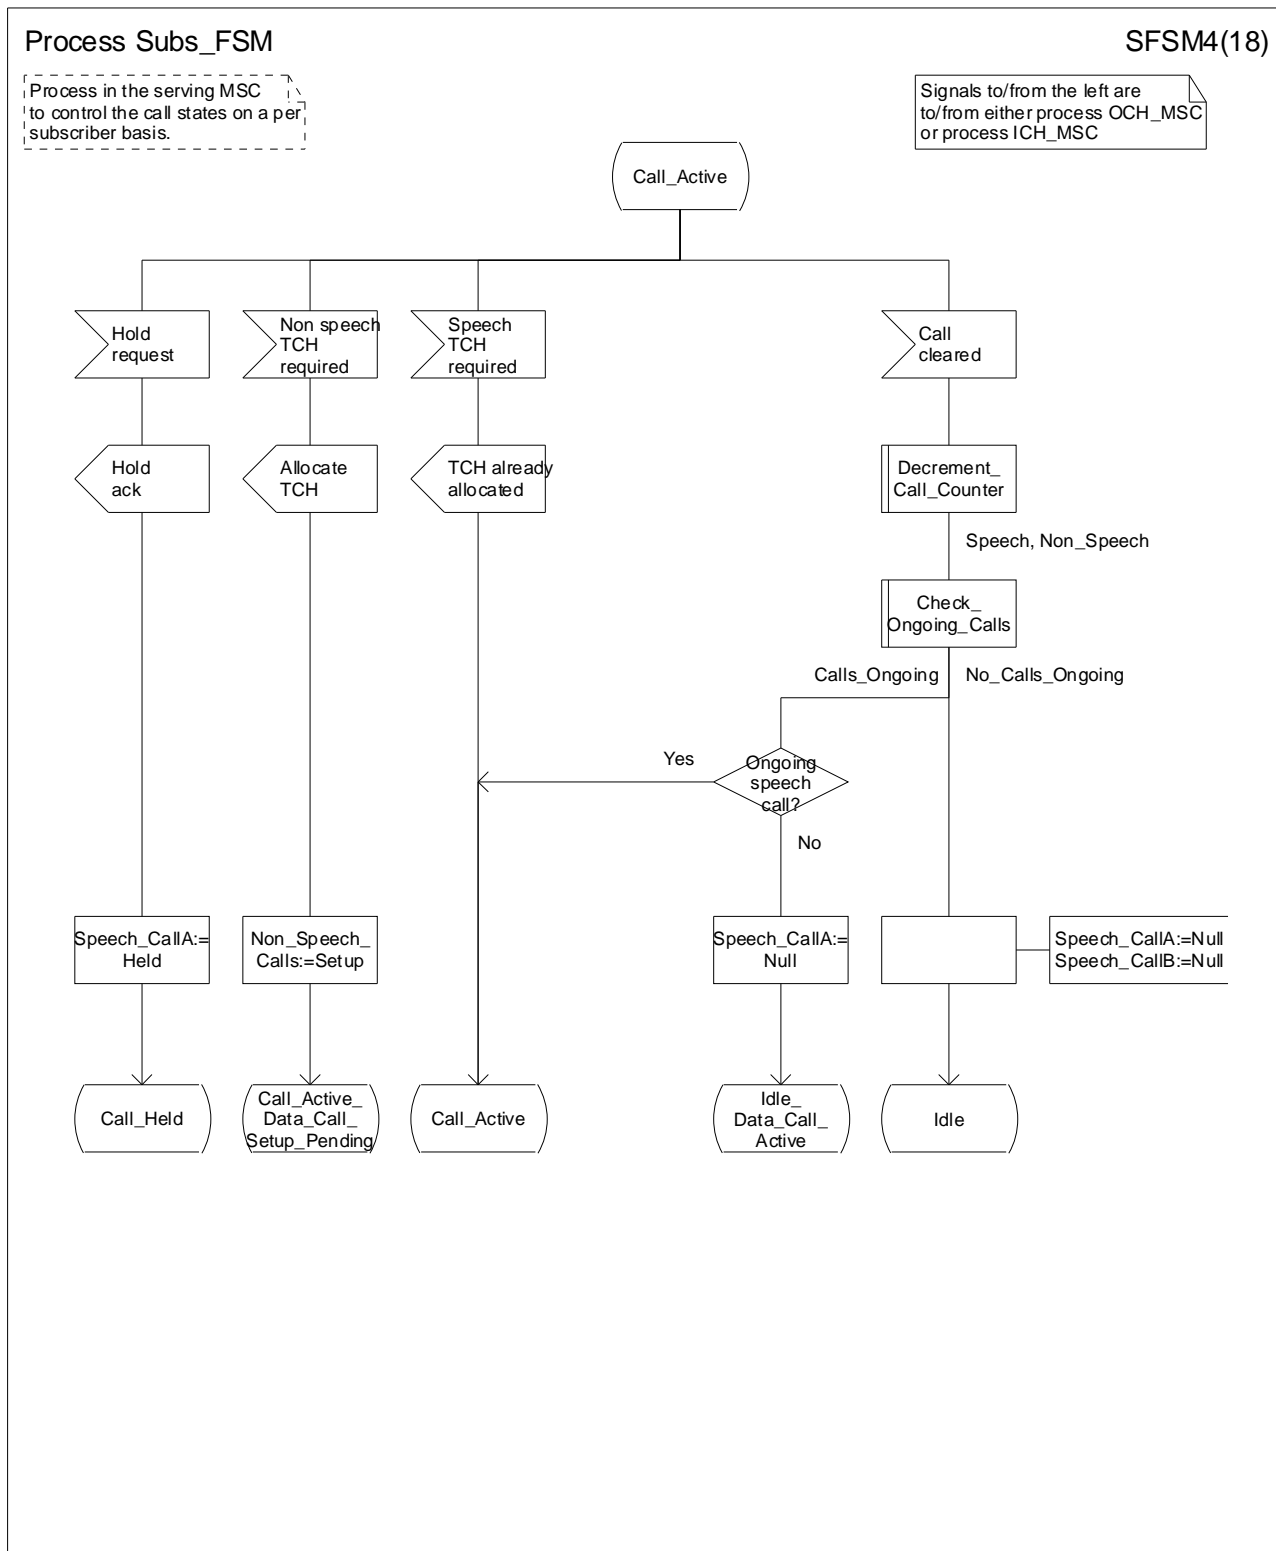 Process Subs_FSM
SFSM4(18)
Process in the serving MSC
to control the call states on a per
subscriber basis.
Signals to/from the left are
to/from either process OCH_MSC
or process ICH_MSC
Call_Active
Hold
request
Non speech
TCH
required
Speech
TCH
required
Call
cleared
Hold
ack
Allocate
TCH
TCH already
allocated
Decrement_
Call_Counter
Speech, Non_Speech
Check_
Ongoing_Calls
Calls_Ongoing
No_Calls_Ongoing
Yes
Ongoing
speech
call?
No
Speech_CallA:=
Held
Non_Speech_
Calls:=Setup
Speech_CallA:=
Null
Speech_CallA:=Null
Speech_CallB:=Null
Call_Held
Call_Active_
Data_Call_
Setup_Pending
Call_Active
Idle_
Data_Call_
Active
Idle